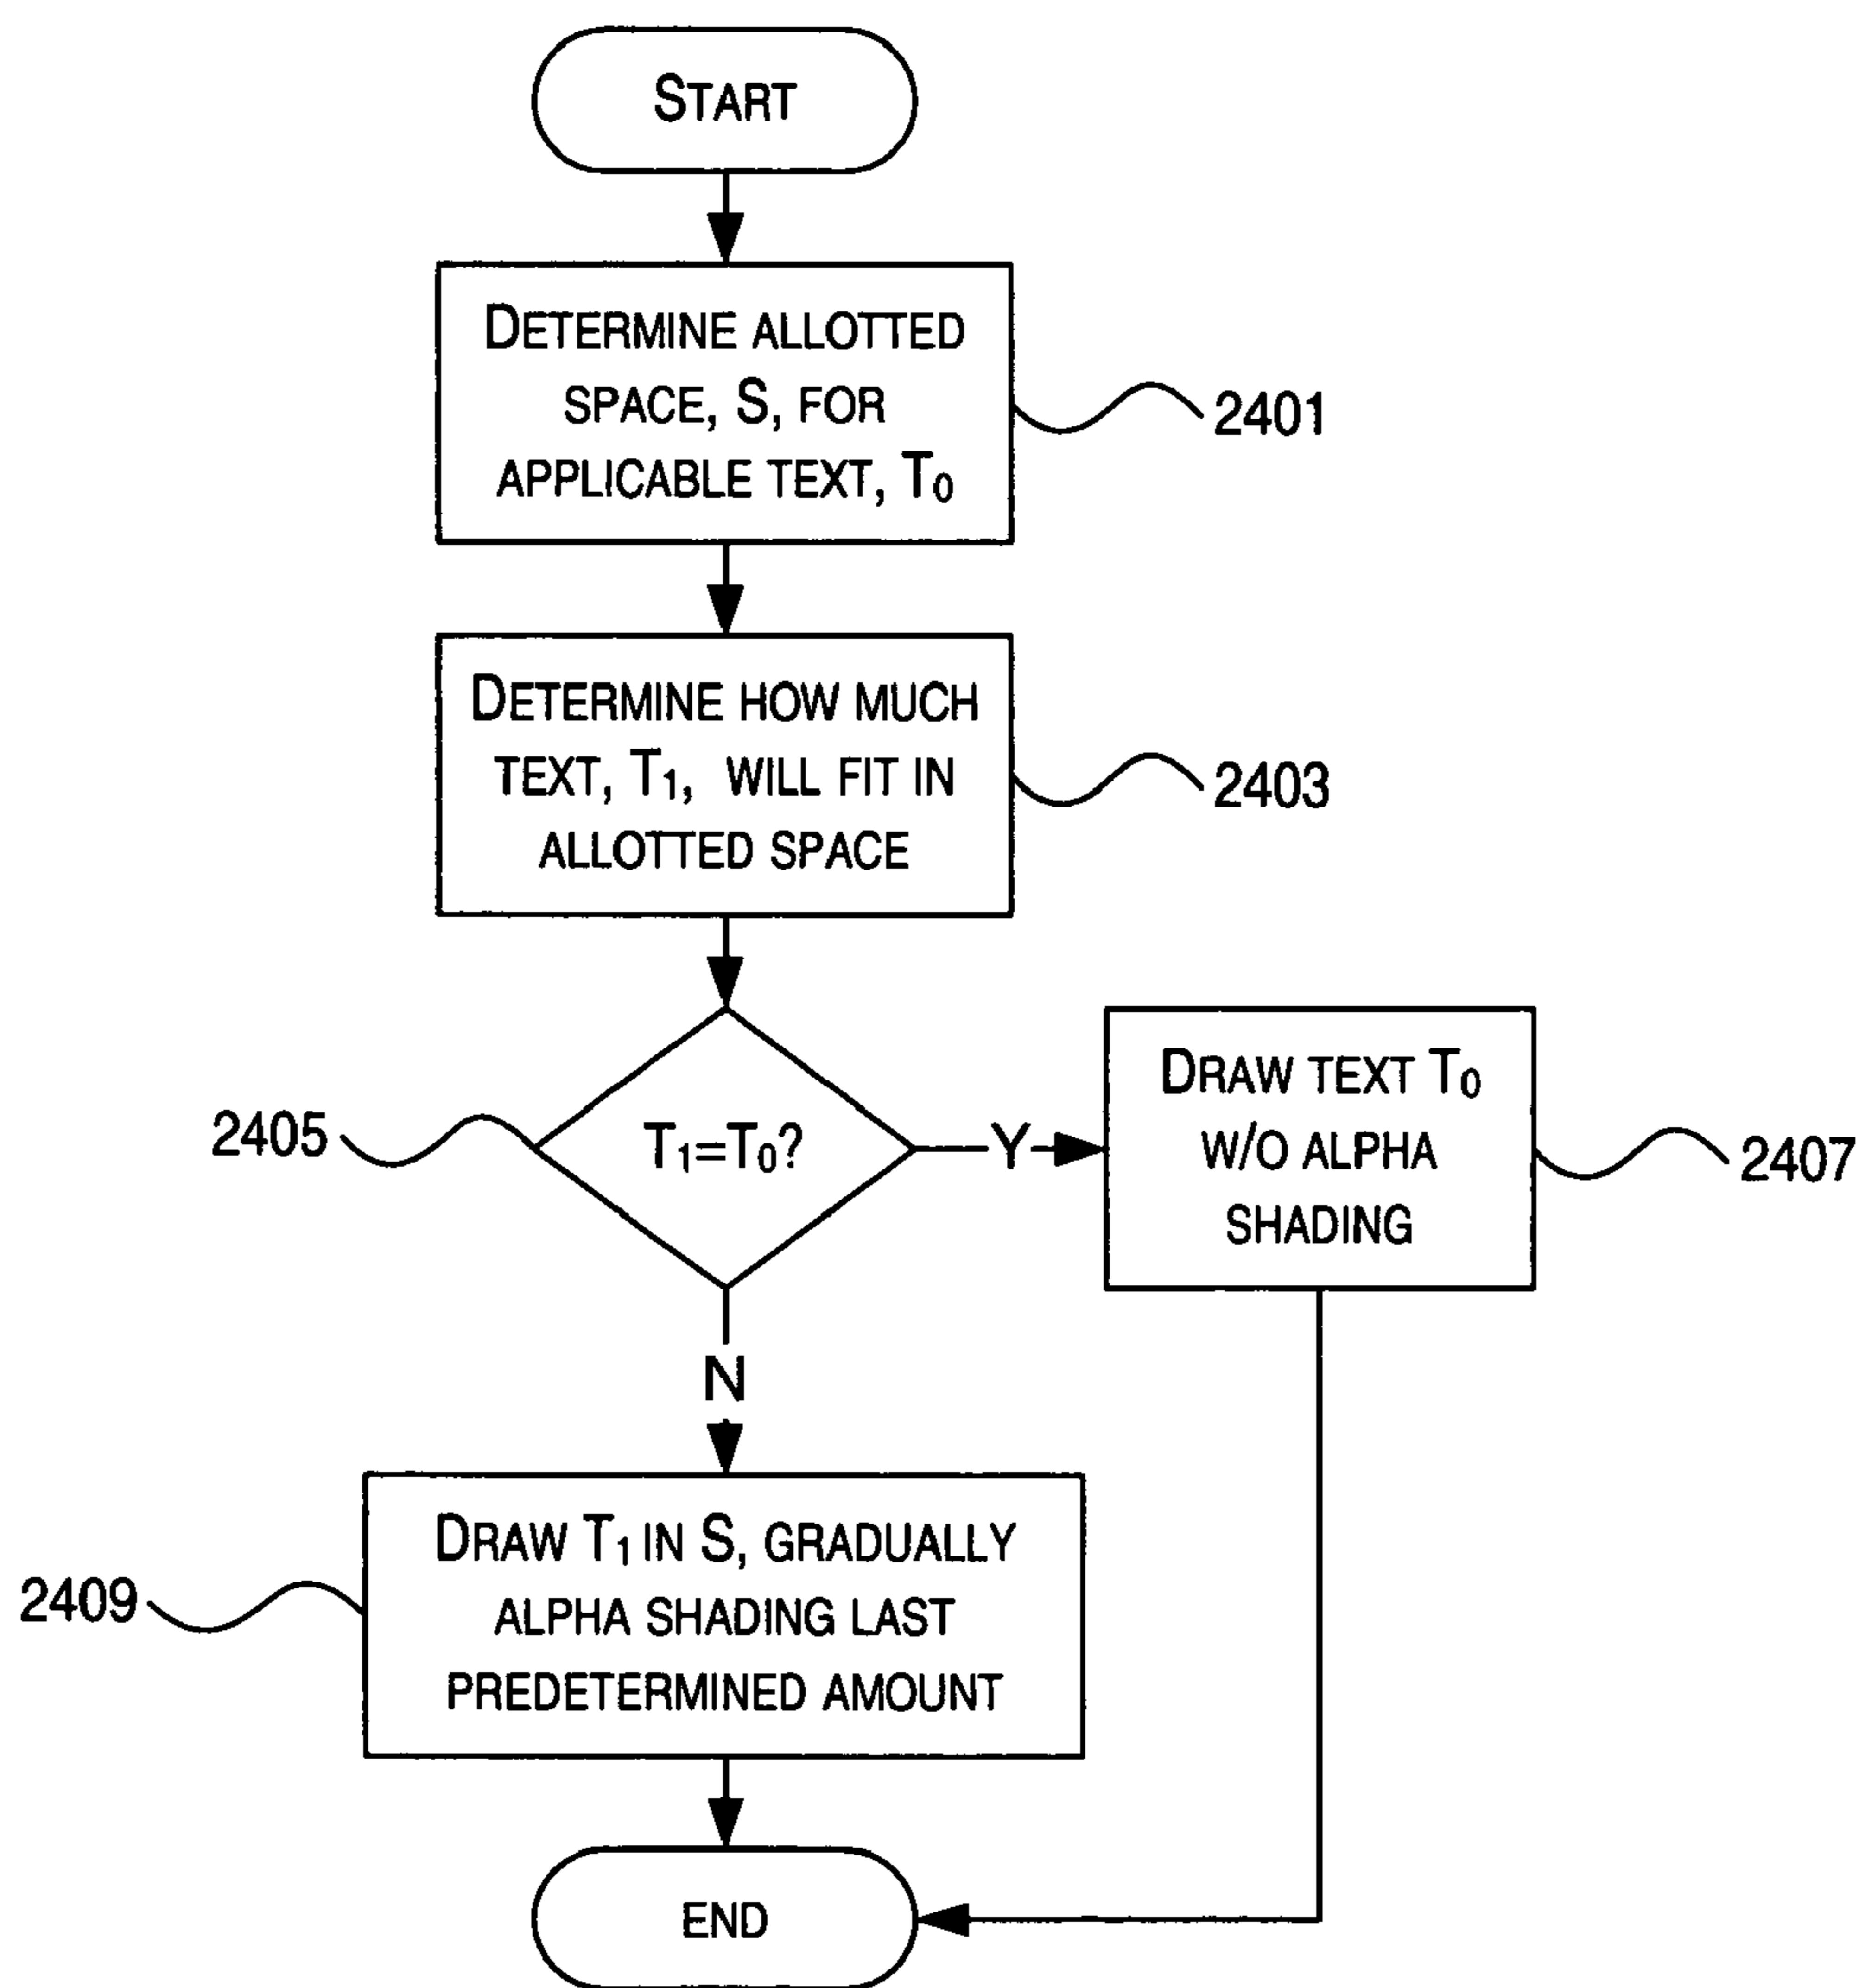 START
DETERMINE ALLOTTED
SPACE, S, FOR
APPLICABLE TEXT, T0
2401
DETERMINE HOW MUCH
TEXT, T1, WILL FIT IN
ALLOTTED SPACE
2403
2405
T1=T0?
Y
DRAW TEXT T0
W/O ALPHA
SHADING
2407
N
DRAW T1 IN S, GRADUALLY
ALPHA SHADING LAST
PREDETERMINED AMOUNT
2409
END